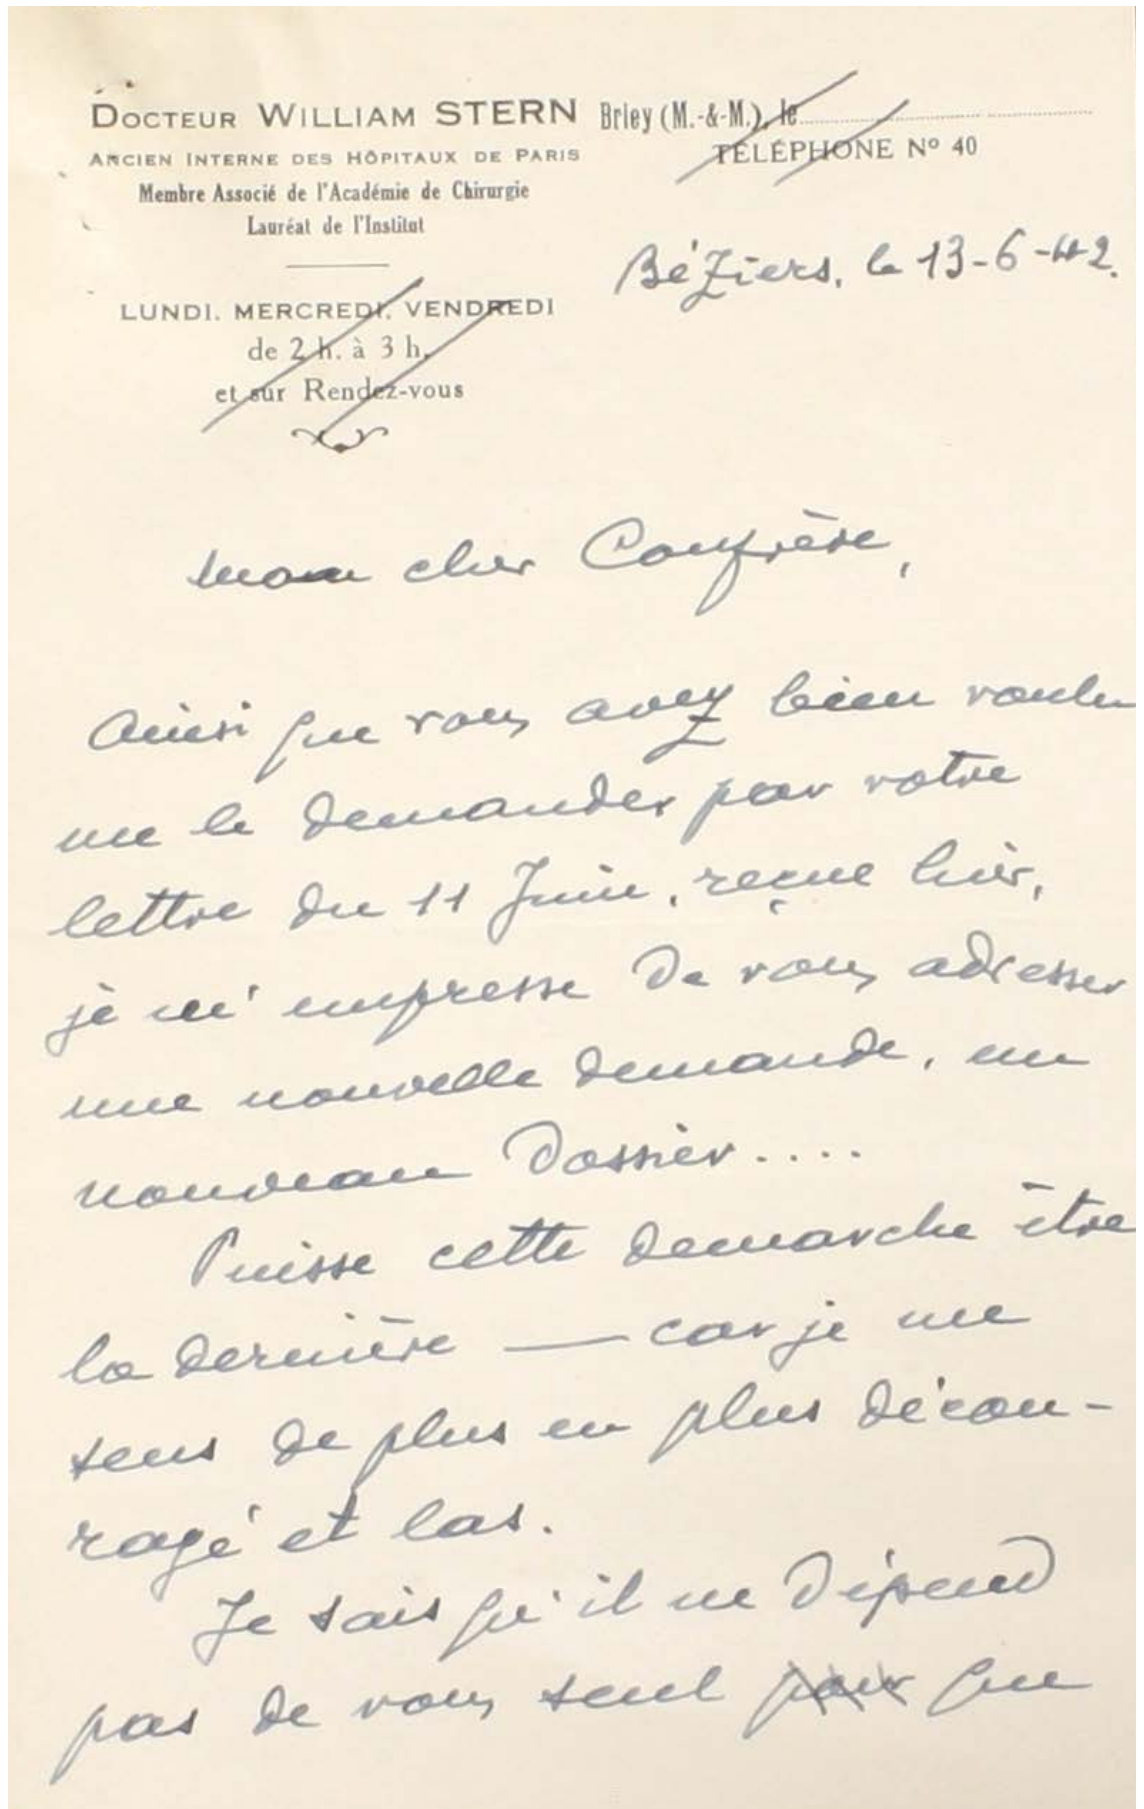 DOCTEUR WILLIAM STERN
ANCIEN INTERNE DES HÔPITAUX DE PARIS
Membre Associé de l'Académie de Chirurgie
Lauréat de l'Institut
LUNDI, MERCREDI, VENDREDI
de 2 h. à 3 h.
et sur Rendez-vous
Briey (M.-&-M.), le
TÉLÉPHONE Nº 40
Béziers, le 13-6-42.
Mon cher Confrère,
Ainsi que vous avez bien voulu
me le demander par votre
lettre du 11 Juin, reçue hier,
je m'empresse de vous adresser
une nouvelle demande, un
nouveau dossier....
Puisse cette demarche être
la dernière — car je me
sens de plus en plus décou-
ragé et las.
Je sais qu'il ne dépend
pas de vous seul pour que